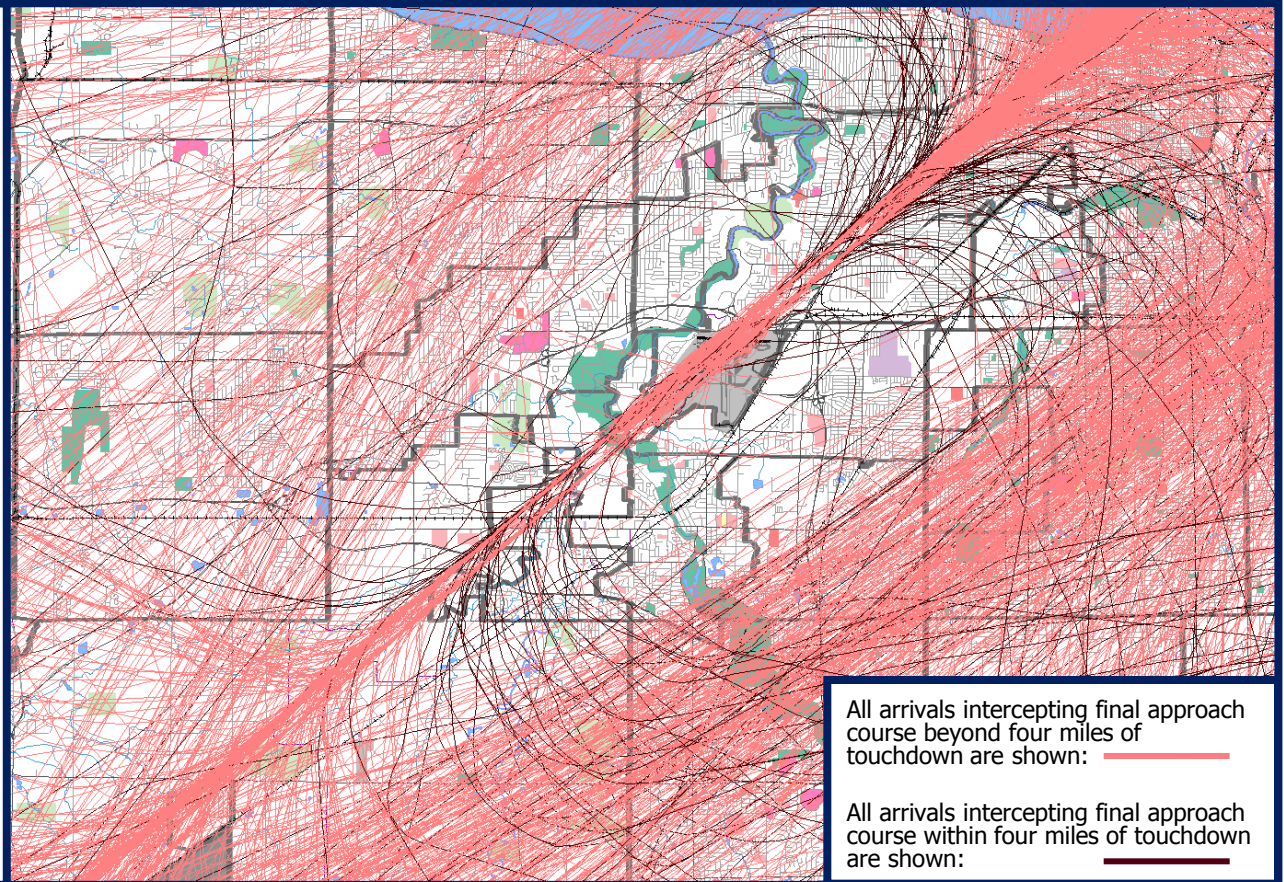 All arrivals intercepting final approach
course beyond four miles of
touchdown are shown:
All arrivals intercepting final approach
course within four miles of touchdown
are shown: